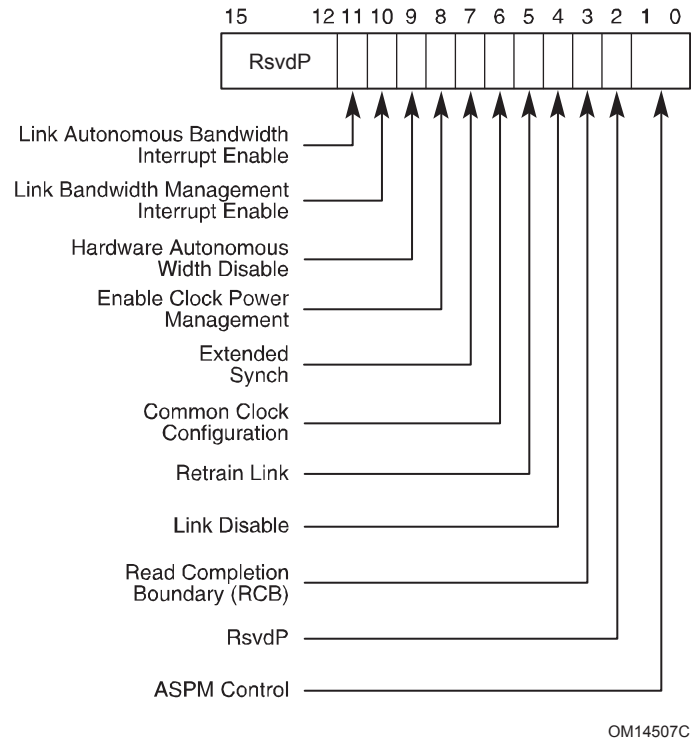 15 12 11 10 9 8 7 6 5 4 3 2 1 0
RsvdP
Link Autonomous Bandwidth
Interrupt Enable
Link Bandwidth Management
Interrupt Enable
Hardware Autonomous
Width Disable
Enable Clock Power
Management
Extended
Synch
Common Clock
Configuration
Retrain Link
Link Disable
Read Completion
Boundary (RCB)
RsvdP
ASPM Control
OM14507C